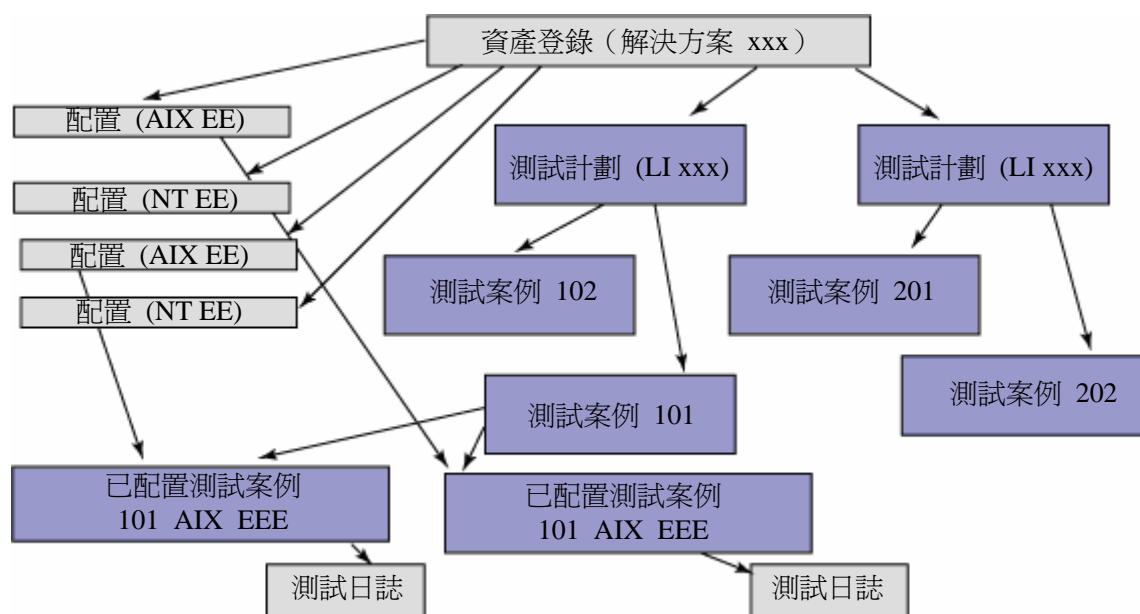 資產登錄（解決方案 xxx）
配置 (AIX EE)
配置 (NT EE)
配置 (AIX EE)
配置 (NT EE)
測試計劃 (LI xxx)
測試計劃 (LI xxx)
測試案例 102
測試案例 201
測試案例 101
測試案例 202
已配置測試案例
101 AIX EEE
已配置測試案例
101 AIX EEE
測試日誌
測試日誌